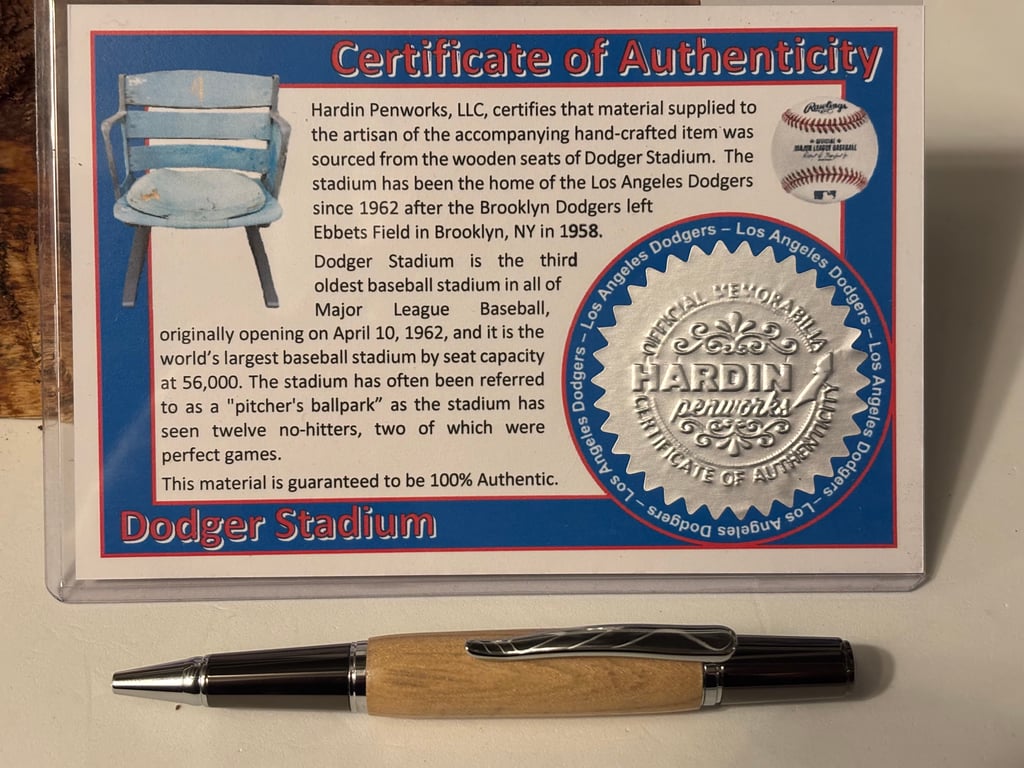 Certificate of Authenticity
Hardin Penworks, LLC, certifies that material supplied to
the artisan of the accompanying hand-crafted item was
sourced from the wooden seats of Dodger Stadium. The
stadium has been the home of the Los Angeles Dodgers
since 1962 after the Brooklyn Dodgers left
Ebbets Field in Brooklyn, NY in 1958.
Dodger Stadium is the third
oldest baseball stadium in all of
Major League Baseball,
originally opening on April 10, 1962, and it is the
world's largest baseball stadium by seat capacity
at 56,000. The stadium has often been referred
to as a "pitcher's ballpark” as the stadium has
seen twelve no-hitters, two of which were
perfect games.
This material is guaranteed to be 100% Authentic.
Dodger Stadium
Rawlings
OFFICIAL
MAJOR LEAGUE BASEBALL
Los Angeles Dodgers – Los Angeles Dodgers – Los Angeles Dodgers – Los Angeles Dodgers – Los Angeles Dodgers – Los Angeles Dodgers –
OFFICIAL MEMORABILIA
HARDIN
penworks
CERTIFICATE OF AUTHENTICITY